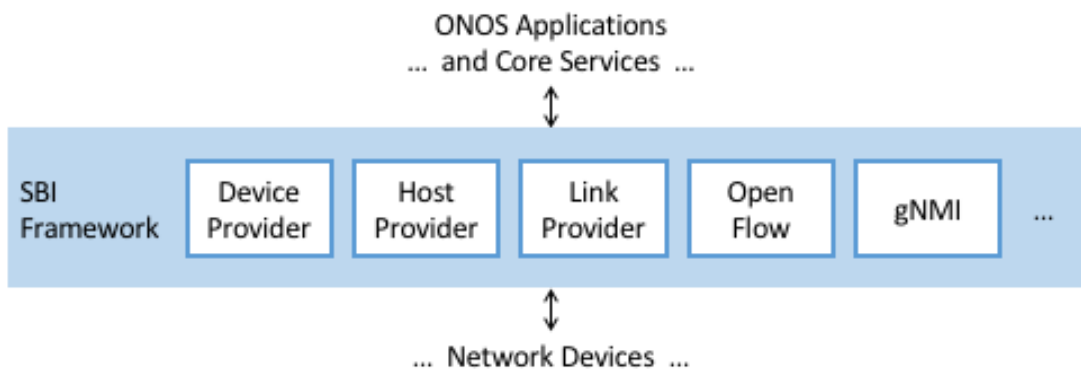 ONOS Applications
... and Core Services ...
SBI
Framework
Device
Provider
Host
Provider
Link
Provider
Open
Flow
gNMI
...
... Network Devices ...